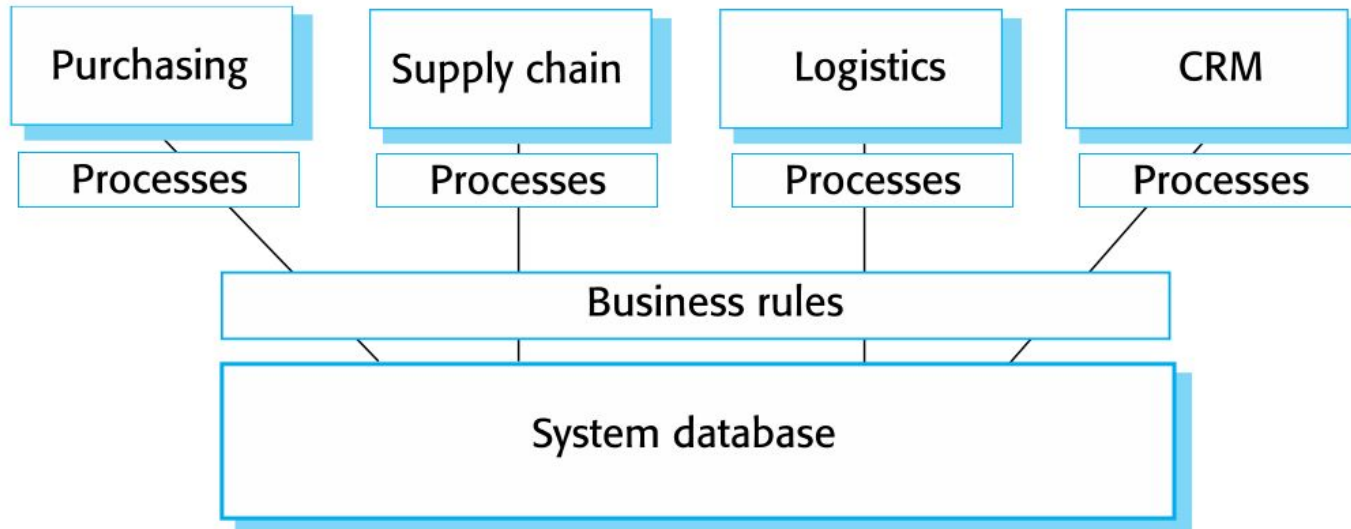 Purchasing
Supply chain
Logistics
CRM
Processes
Processes
Processes
Processes
Business rules
System database